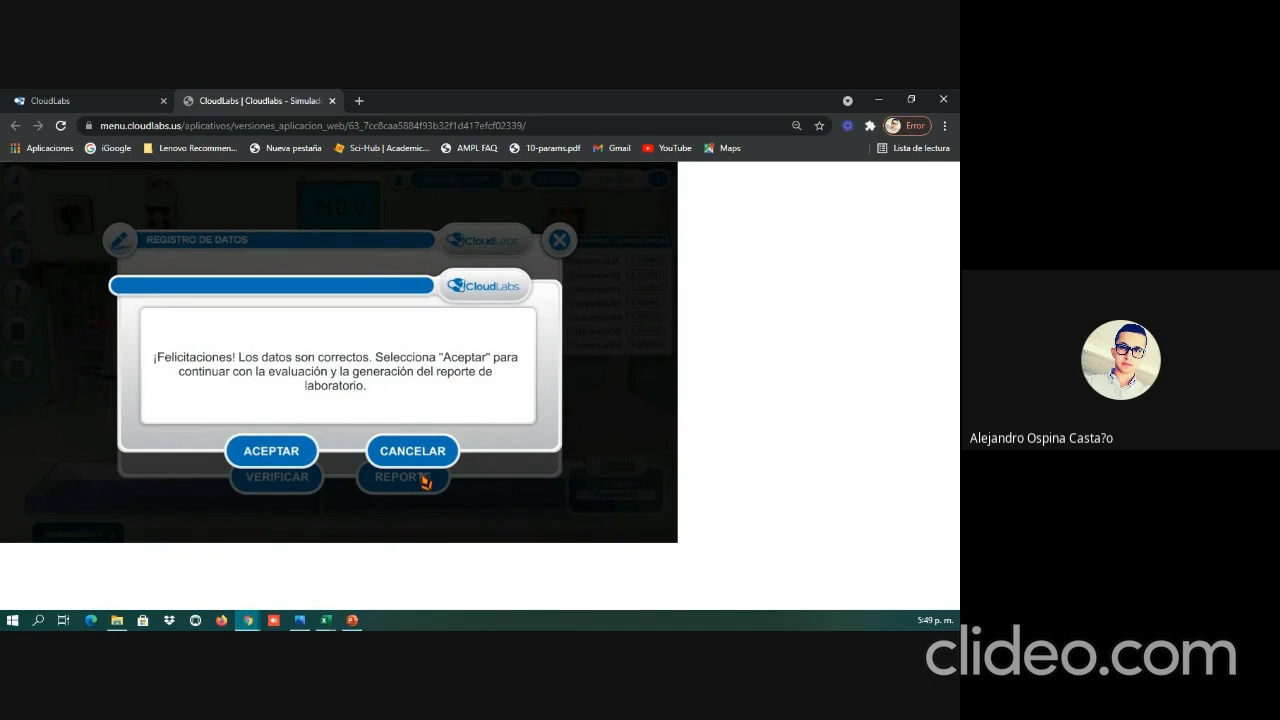 CloudLabs
CloudLabs | Cloudlabs - Simulad
menu.cloudlabs.us/aplicativos/versiones_aplicacion_web/63_7cc8caa5884f93b32f1d417efcf02339/
Error
Aplicaciones
iGoogle
Lenovo Recommen...
Nueva pestaña
Sci-Hub | Academic...
AMPL FAQ
10-params.pdf
Gmail
YouTube
Maps
Lista de lectura
REGISTRO DE DATOS
CloudLabs
CloudLabs
¡Felicitaciones! Los datos son correctos. Selecciona "Aceptar" para
continuar con la evaluación y la generación del reporte de
laboratorio.
ACEPTAR
CANCELAR
VERIFICAR
REPORTE
Alejandro Ospina Casta?o
5:49 p. m.
clideo.com